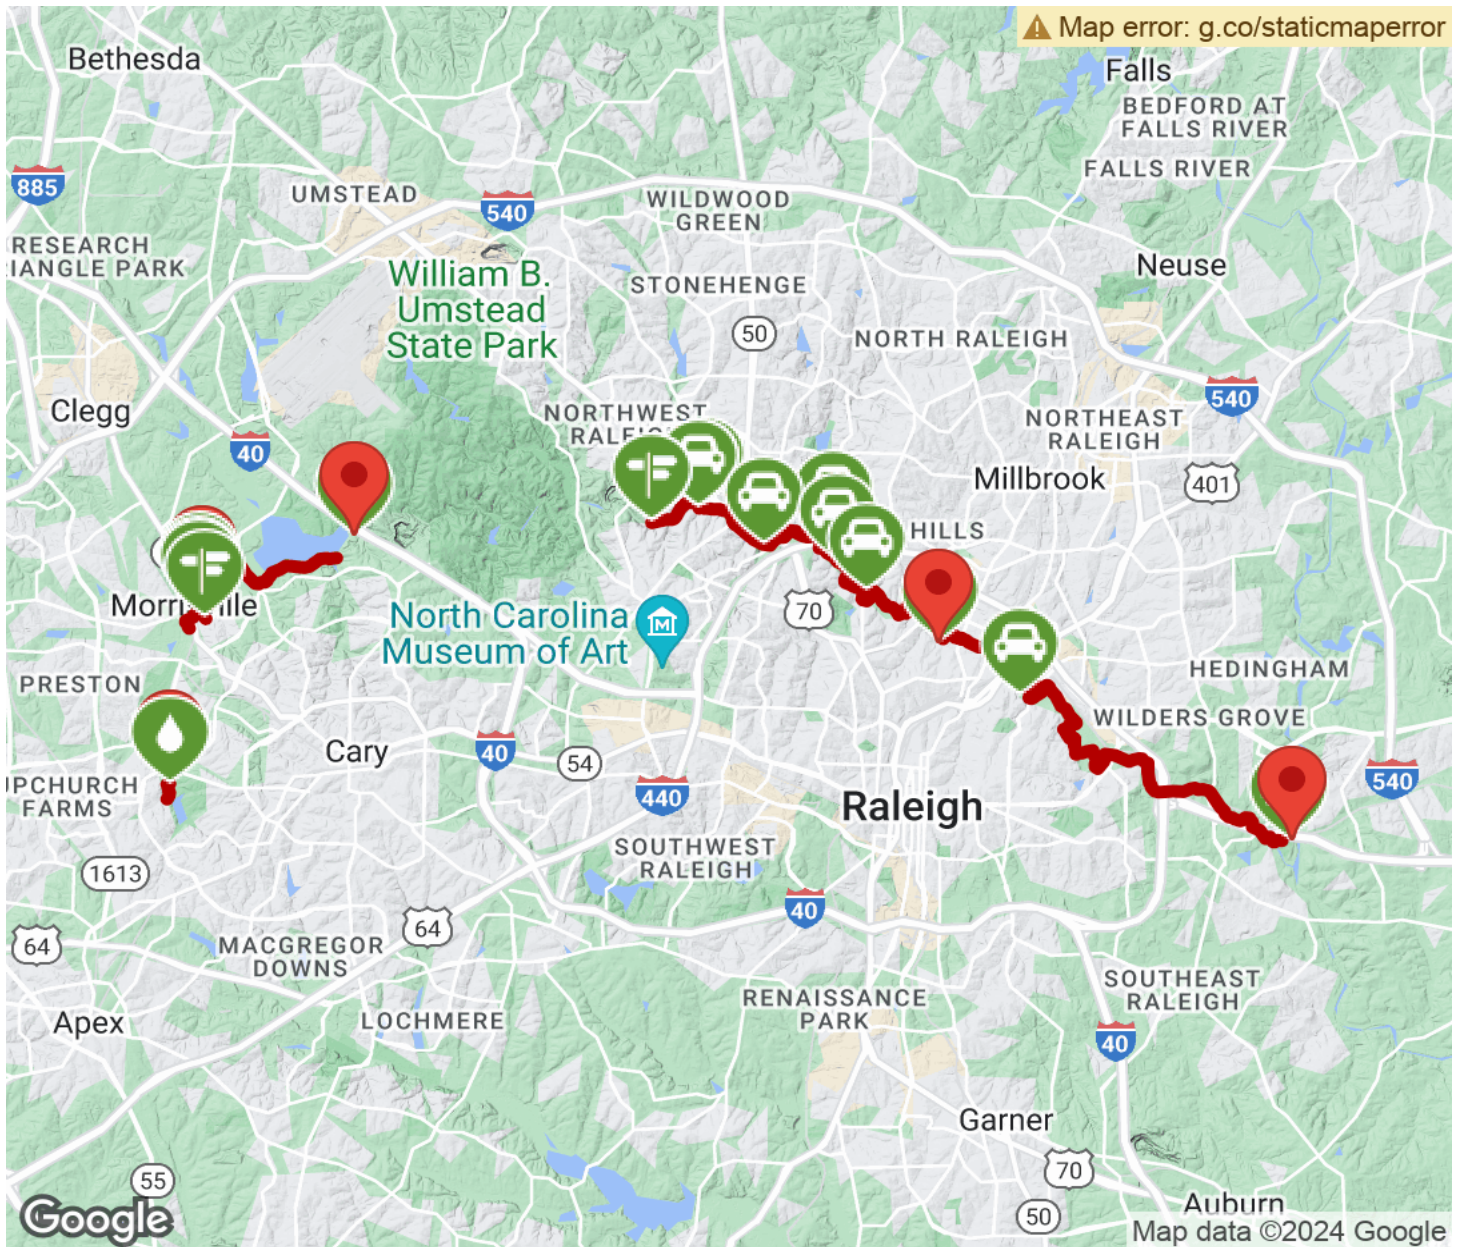 Map error: g.co/staticmaperror
Bethesda
Falls
BEDFORD AT
FALLS RIVER
FALLS RIVER
885
UMSTEAD
540
WILDWOOD
GREEN
RESEARCH
IANGLE PARK
William B.
Umstead
State Park
STONEHENGE
Neuse
50
NORTH RALEIGH
540
Clegg
NORTHWEST
NORTHEAST
RALEIGH
40
Millbrook
401
HILLS
Morr
ille
North Carolina
Museum of Art
M
70
PRESTON
HEDINGHAM
WILDERS GROVE
Cary
40
54
440
540
UPCHURCH
FARMS
Raleigh
1613
SOUTHWEST
RALEIGH
40
64
64
MACGREGOR
DOWNS
SOUTHEAST
RALEIGH
RENAISSANCE
PARK
Apex
LOCHMERE
40
Garner
70
55
50
Auburn
Google
Map data ©2024 Google